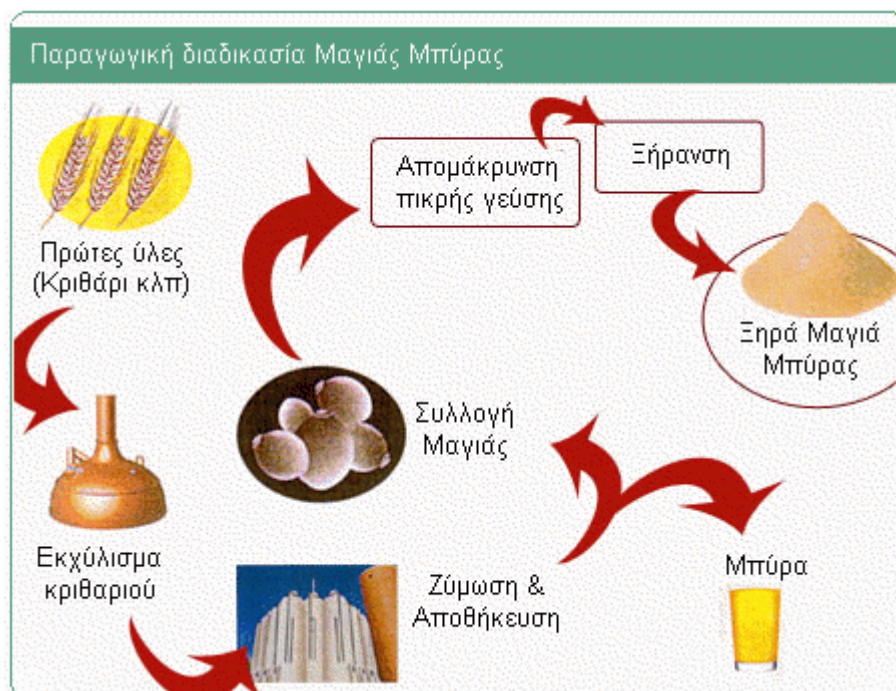 Παραγωγική διαδικασία Μαγιάς Μπύρας
Πρώτες ύλες
(Κριθάρι κλπ)
Εκχύλισμα
κριθαριού
Ζύμωση &
Αποθήκευση
Συλλογή
Μαγιάς
Μπύρα
Απομάκρυνση
πικρής γεύσης
Ξήρανση
Ξηρά Μαγιά
Μπύρας